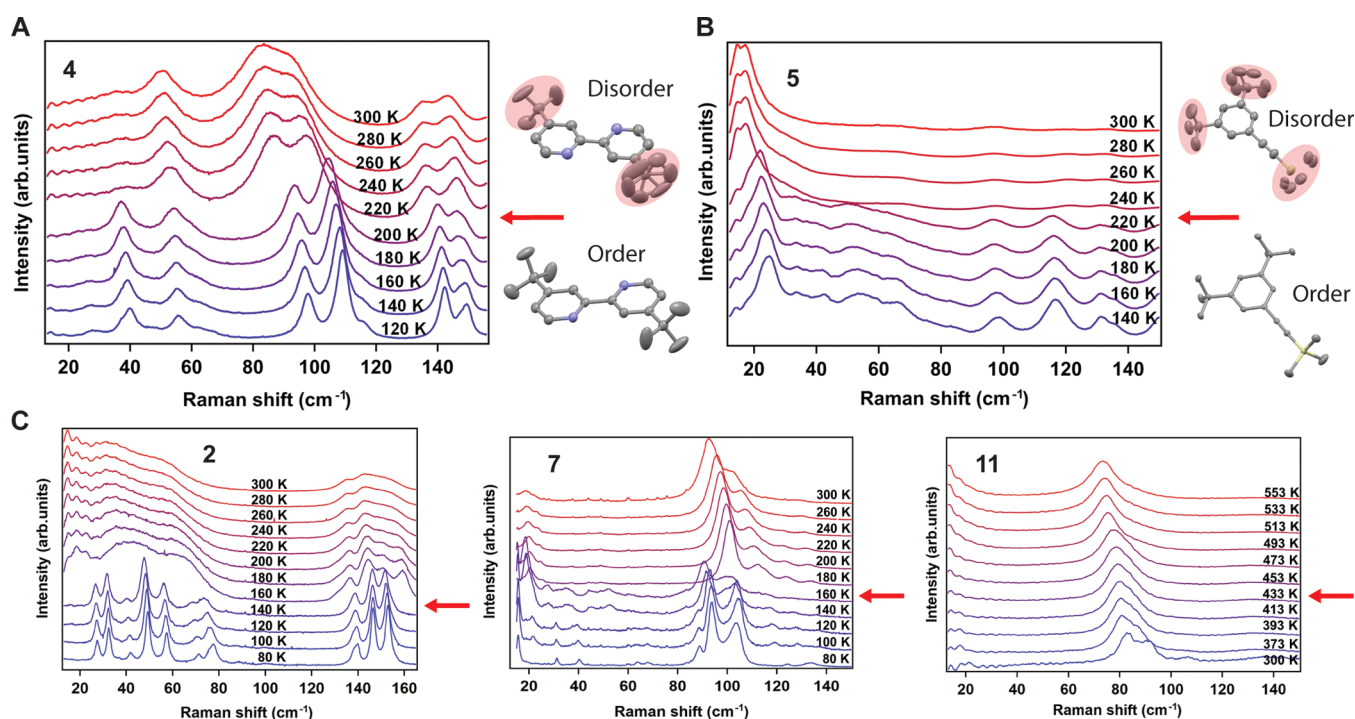 A
4
Intensity (arb.units)
300 K
280 K
260 K
240 K
220 K
200 K
180 K
160 K
140 K
120 K
20 40 60 80 100 120 140
Raman shift (cm⁻¹)
Disorder
Order
B
5
Intensity (arb.units)
300 K
280 K
260 K
240 K
220 K
200 K
180 K
160 K
140 K
20 40 60 80 100 120 140
Raman shift (cm⁻¹)
Disorder
Order
C
2
Intensity (arb.units)
300 K
280 K
260 K
240 K
220 K
200 K
180 K
160 K
140 K
120 K
100 K
80 K
20 40 60 80 100 120 140 160
Raman shift (cm⁻¹)
7
Intensity (arb.units)
300 K
260 K
240 K
220 K
200 K
180 K
160 K
140 K
120 K
100 K
80 K
20 40 60 80 100 120 140
Raman shift (cm⁻¹)
11
Intensity (arb.units)
553 K
533 K
513 K
493 K
473 K
453 K
433 K
413 K
393 K
373 K
300 K
20 40 60 80 100 120 140
Raman shift (cm⁻¹)